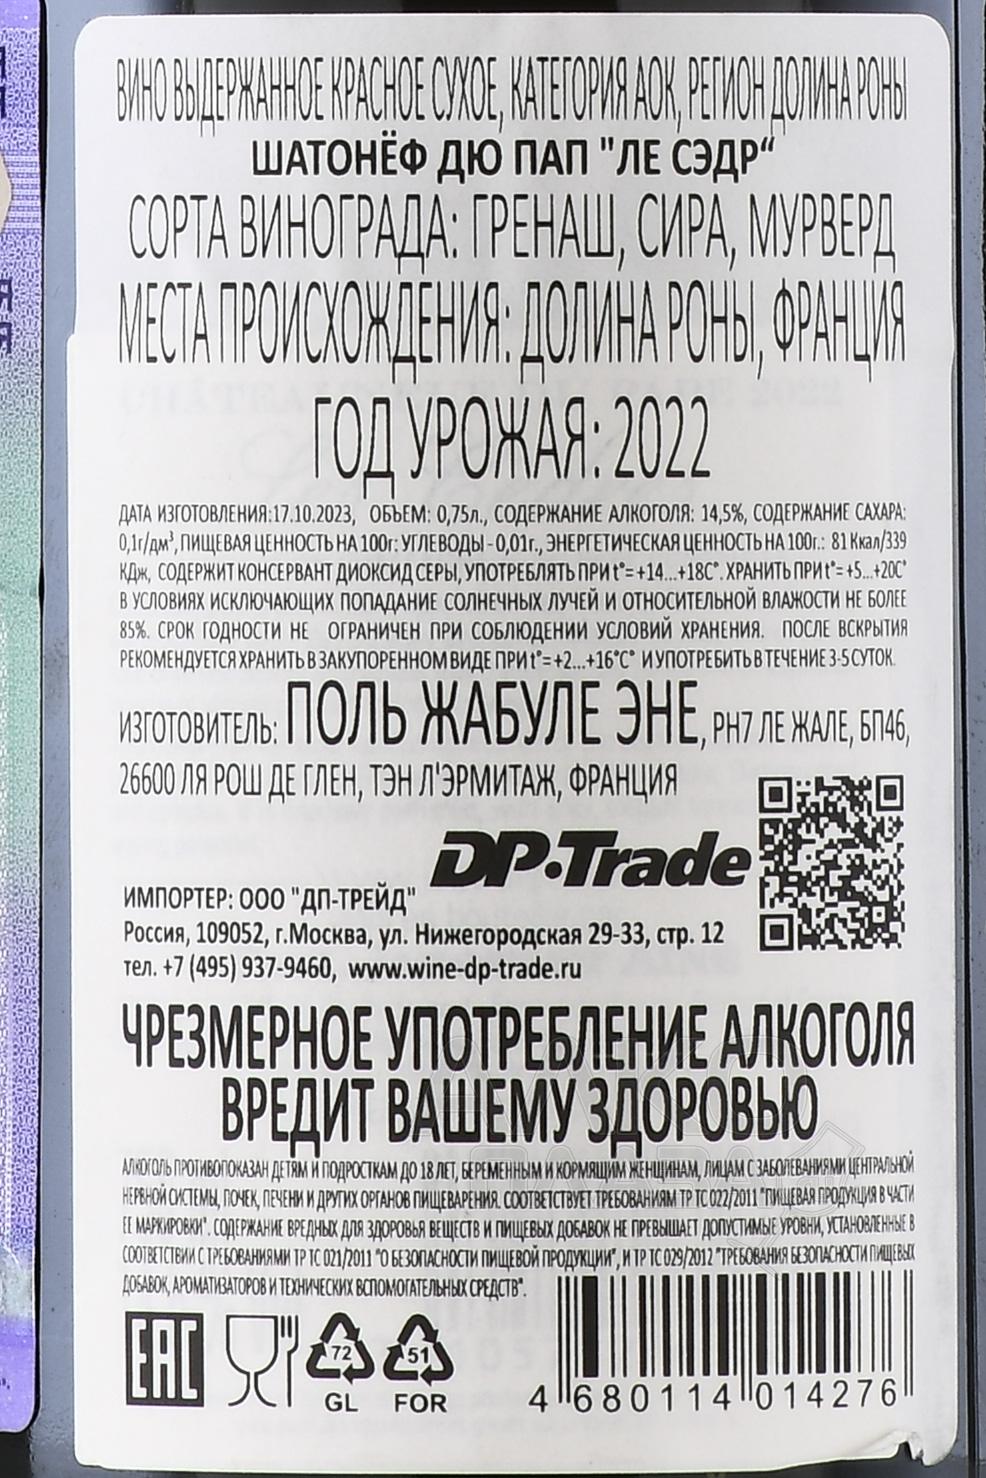 ВИНО ВЫДЕРЖАННОЕ КРАСНОЕ СУХОЕ, КАТЕГОРИЯ АОК, РЕГИОН ДОЛИНА РОНЫ
ШАТОНЁФ ДЮ ПАП "ЛЕ СЭДР“
СОРТА ВИНОГРАДА: ГРЕНАШ, СИРА, МУРВЕРД
МЕСТА ПРОИСХОЖДЕНИЯ: ДОЛИНА РОНЫ, ФРАНЦИЯ
ГОД УРОЖАЯ: 2022
ДАТА ИЗГОТОВЛЕНИЯ:17.10.2023, ОБЪЕМ: 0,75л., СОДЕРЖАНИЕ АЛКОГОЛЯ: 14,5%, СОДЕРЖАНИЕ САХАРА:
0,1г/дм³, ПИЩЕВАЯ ЦЕННОСТЬ НА 100г: УГЛЕВОДЫ - 0,01г., ЭНЕРГЕТИЧЕСКАЯ ЦЕННОСТЬ НА 100г.: 81 Ккал/339
КДж, СОДЕРЖИТ КОНСЕРВАНТ ДИОКСИД СЕРЫ, УПОТРЕБЛЯТЬ ПРИ t°= +14...+18С°. ХРАНИТЬ ПРИ t°= +5...+20С°
В УСЛОВИЯХ ИСКЛЮЧАЮЩИХ ПОПАДАНИЕ СОЛНЕЧНЫХ ЛУЧЕЙ И ОТНОСИТЕЛЬНОЙ ВЛАЖОСТИ НЕ БОЛЕЕ
85%. СРОК ГОДНОСТИ НЕ ОГРАНИЧЕН ПРИ СОБЛЮДЕНИИ УСЛОВИЙ ХРАНЕНИЯ. ПОСЛЕ ВСКРЫТИЯ
РЕКОМЕНДУЕТСЯ ХРАНИТЬ В ЗАКУПОРЕННОМ ВИДЕ ПРИ t°= +2...+16°С° И УПОТРЕБИТЬ В ТЕЧЕНИЕ 3-5 СУТОК.
ИЗГОТОВИТЕЛЬ: ПОЛЬ ЖАБУЛЕ ЭНЕ, РН7 ЛЕ ЖАЛЕ, БП46,
26600 ЛЯ РОШ ДЕ ГЛЕН, ТЭН Л'ЭРМИТАЖ, ФРАНЦИЯ
DP·Trade
ИМПОРТЕР: ООО "ДП-ТРЕЙД"
Россия, 109052, г.Москва, ул. Нижегородская 29-33, стр. 12
тел. +7 (495) 937-9460, www.wine-dp-trade.ru
ЧРЕЗМЕРНОЕ УПОТРЕБЛЕНИЕ АЛКОГОЛЯ
ВРЕДИТ ВАШЕМУ ЗДОРОВЬЮ
АЛКОГОЛЬ ПРОТИВОПОКАЗАН ДЕТЯМ И ПОДРОСТКАМ ДО 18 ЛЕТ, БЕРЕМЕННЫМ И КОРМЯЩИМ ЖЕНЩИНАМ, ЛИЦАМ С ЗАБОЛЕВАНИЯМИ ЦЕНТРАЛЬНОЙ
НЕРВНОЙ СИСТЕМЫ, ПОЧЕК, ПЕЧЕНИ И ДРУГИХ ОРГАНОВ ПИЩЕВАРЕНИЯ. СООТВЕТСТВУЕТ ТРЕБОВАНИЯМ ТР ТС 022/2011 "ПИЩЕВАЯ ПРОДУКЦИЯ В ЧАСТИ
ЕЕ МАРКИРОВКИ". СОДЕРЖАНИЕ ВРЕДНЫХ ДЛЯ ЗДОРОВЬЯ ВЕЩЕСТВ И ПИЩЕВЫХ ДОБАВОК НЕ ПРЕВЫШАЕТ ДОПУСТИМЫЕ УРОВНИ, УСТАНОВЛЕННЫЕ В
СООТВЕТСТВИИ С ТРЕБОВАНИЯМИ ТР ТС 021/2011 "О БЕЗОПАСНОСТИ ПИЩЕВОЙ ПРОДУКЦИИ", И ТР ТС 029/2012 "ТРЕБОВАНИЯ БЕЗОПАСНОСТИ ПИЩЕВЫХ
ДОБАВОК, АРОМАТИЗАТОРОВ И ТЕХНИЧЕСКИХ ВСПОМОГАТЕЛЬНЫХ СРЕДСТВ".
EAC
72
GL
51
FOR
4 680114 014276